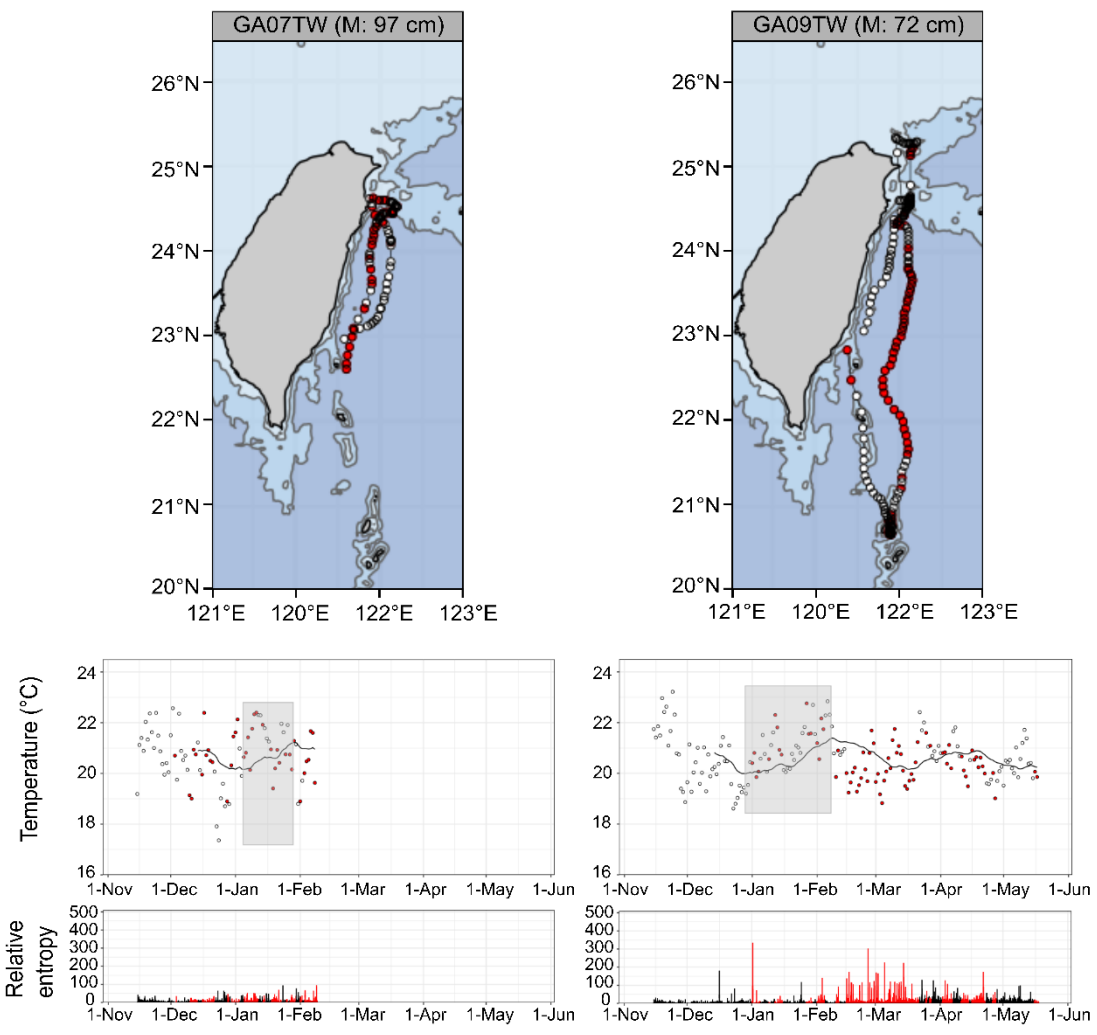 GA07TW (M: 97 cm)
GA09TW (M: 72 cm)
26°N
25°N
24°N
23°N
22°N
21°N
20°N
121°E 120°E 122°E 123°E
26°N
25°N
24°N
23°N
22°N
21°N
20°N
121°E 120°E 122°E 123°E
Temperature (°C)
24
22
20
18
16
1-Nov 1-Dec 1-Jan 1-Feb 1-Mar 1-Apr 1-May 1-Jun
24
22
20
18
16
1-Nov 1-Dec 1-Jan 1-Feb 1-Mar 1-Apr 1-May 1-Jun
Relative
entropy
500
400
300
200
100
0
1-Nov 1-Dec 1-Jan 1-Feb 1-Mar 1-Apr 1-May 1-Jun
500
400
300
200
100
0
1-Nov 1-Dec 1-Jan 1-Feb 1-Mar 1-Apr 1-May 1-Jun